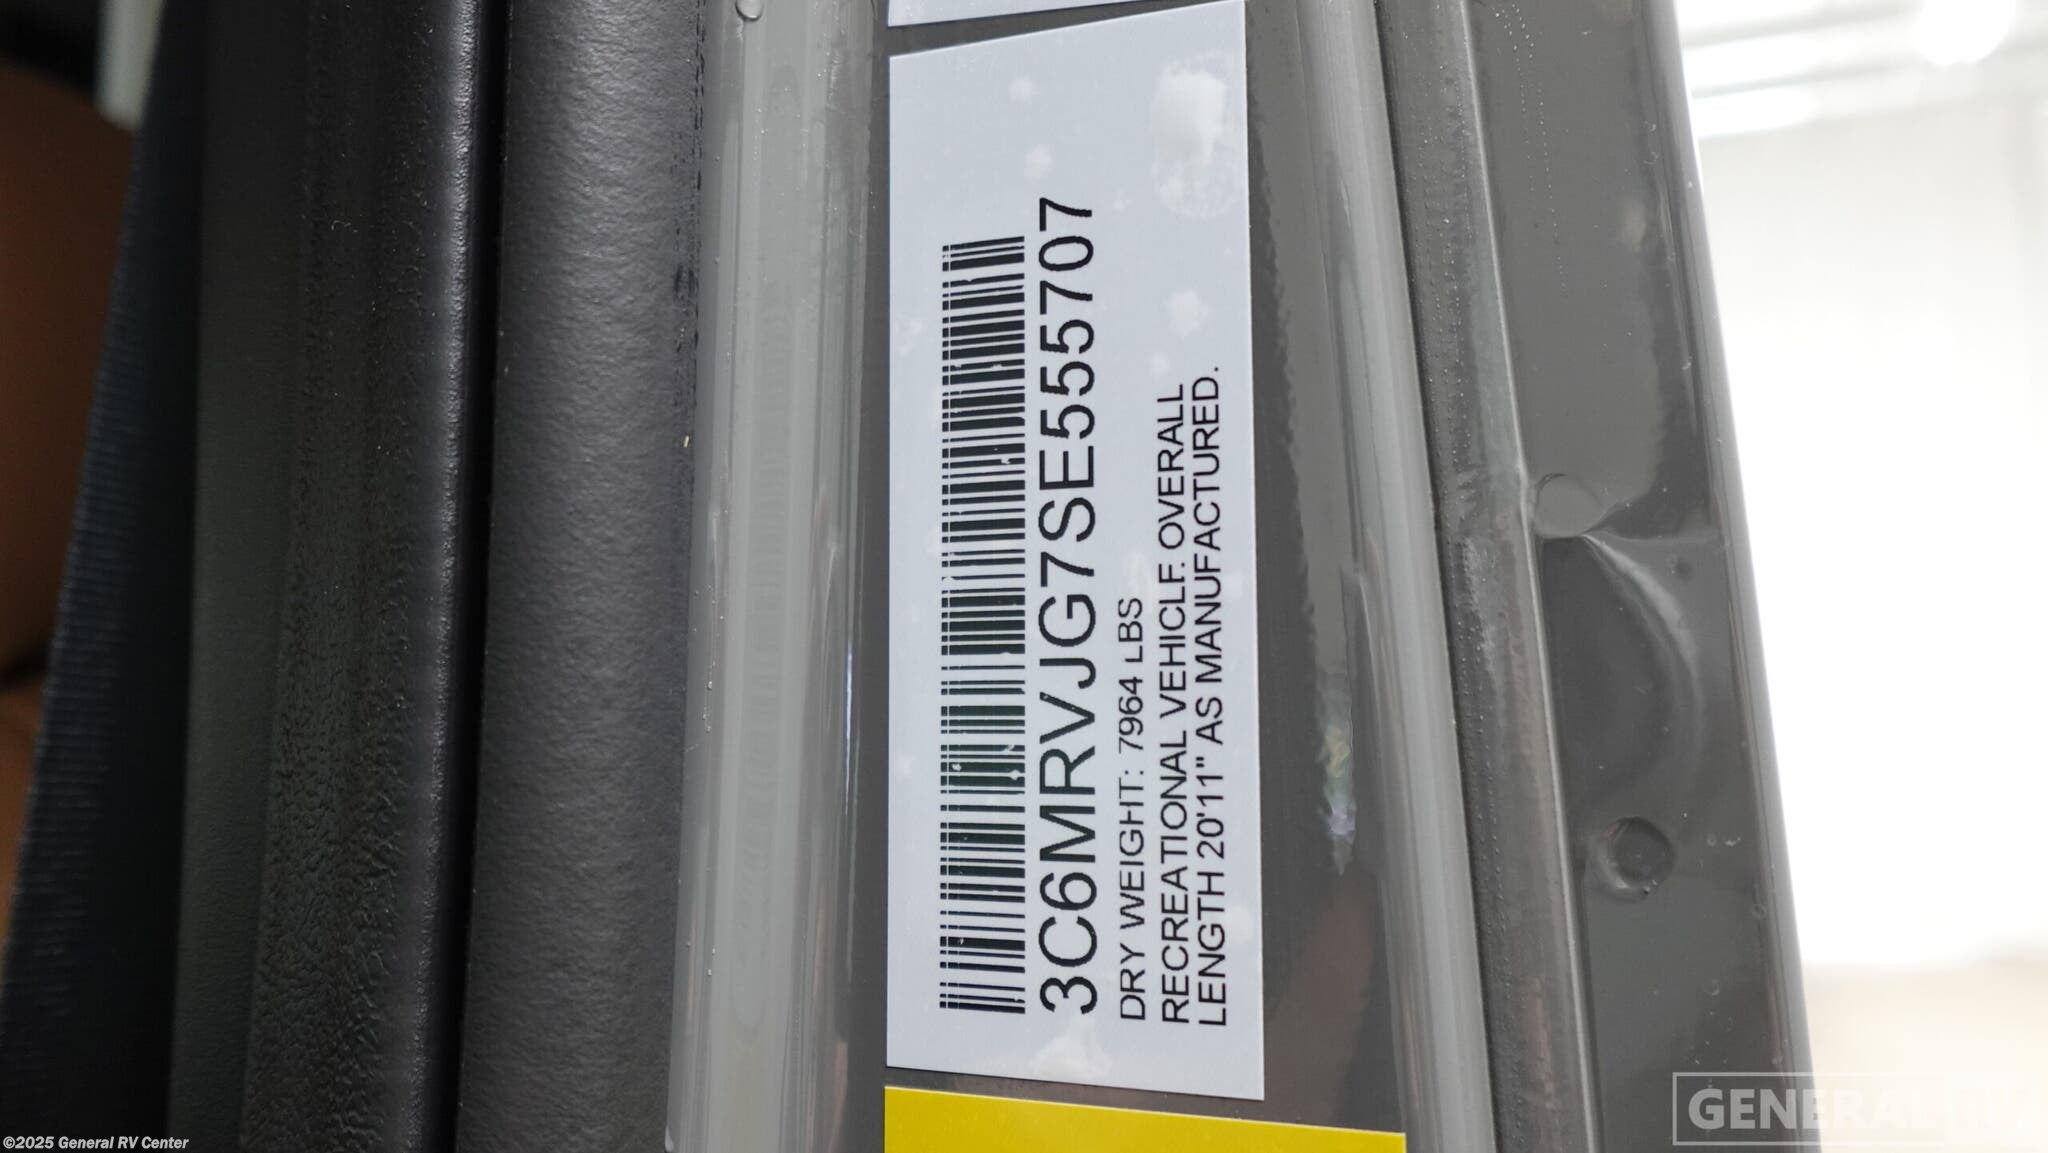 3C6MRVJG7SE555707
DRY WEIGHT: 7964 LBS
RECREATIONAL VEHICLE. OVERALL
LENGTH 20'11" AS MANUFACTURED.
©2025 General RV Center
GENERAL